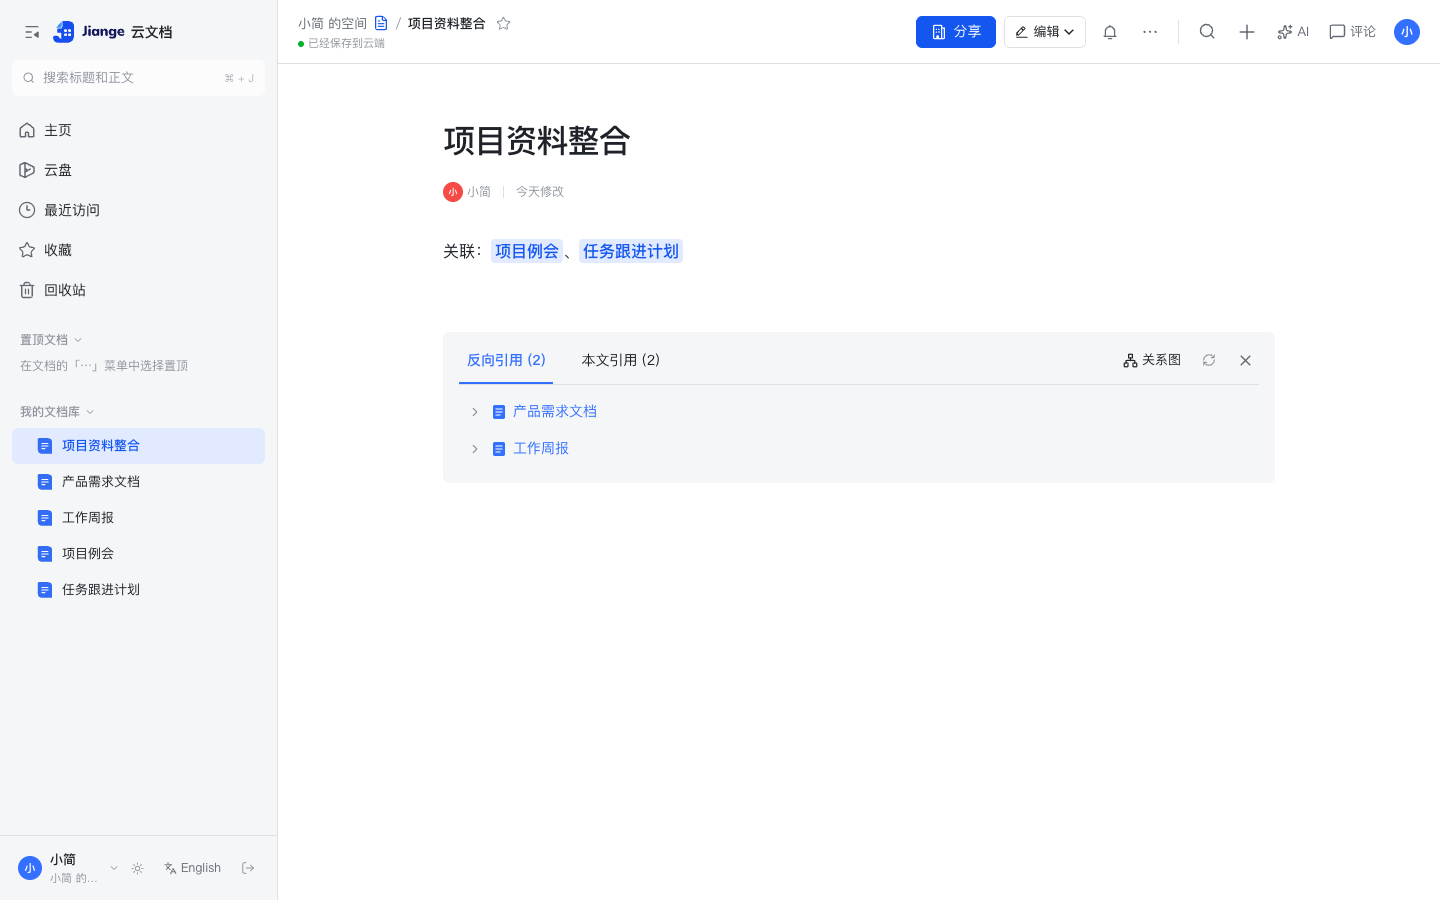 Jiange 云文档
搜索标题和正文 ⌘ + J
主页
云盘
最近访问
收藏
回收站
置顶文档
在文档的「···」菜单中选择置顶
我的文档库
项目资料整合
产品需求文档
工作周报
项目例会
任务跟进计划
小 小简
小简 的...
English
小简 的空间 / 项目资料整合
已经保存到云端
分享 编辑 AI 评论 小
项目资料整合
小 小简 今天修改
关联：项目例会、任务跟进计划
反向引用 (2) 本文引用 (2) 关系图
产品需求文档
工作周报